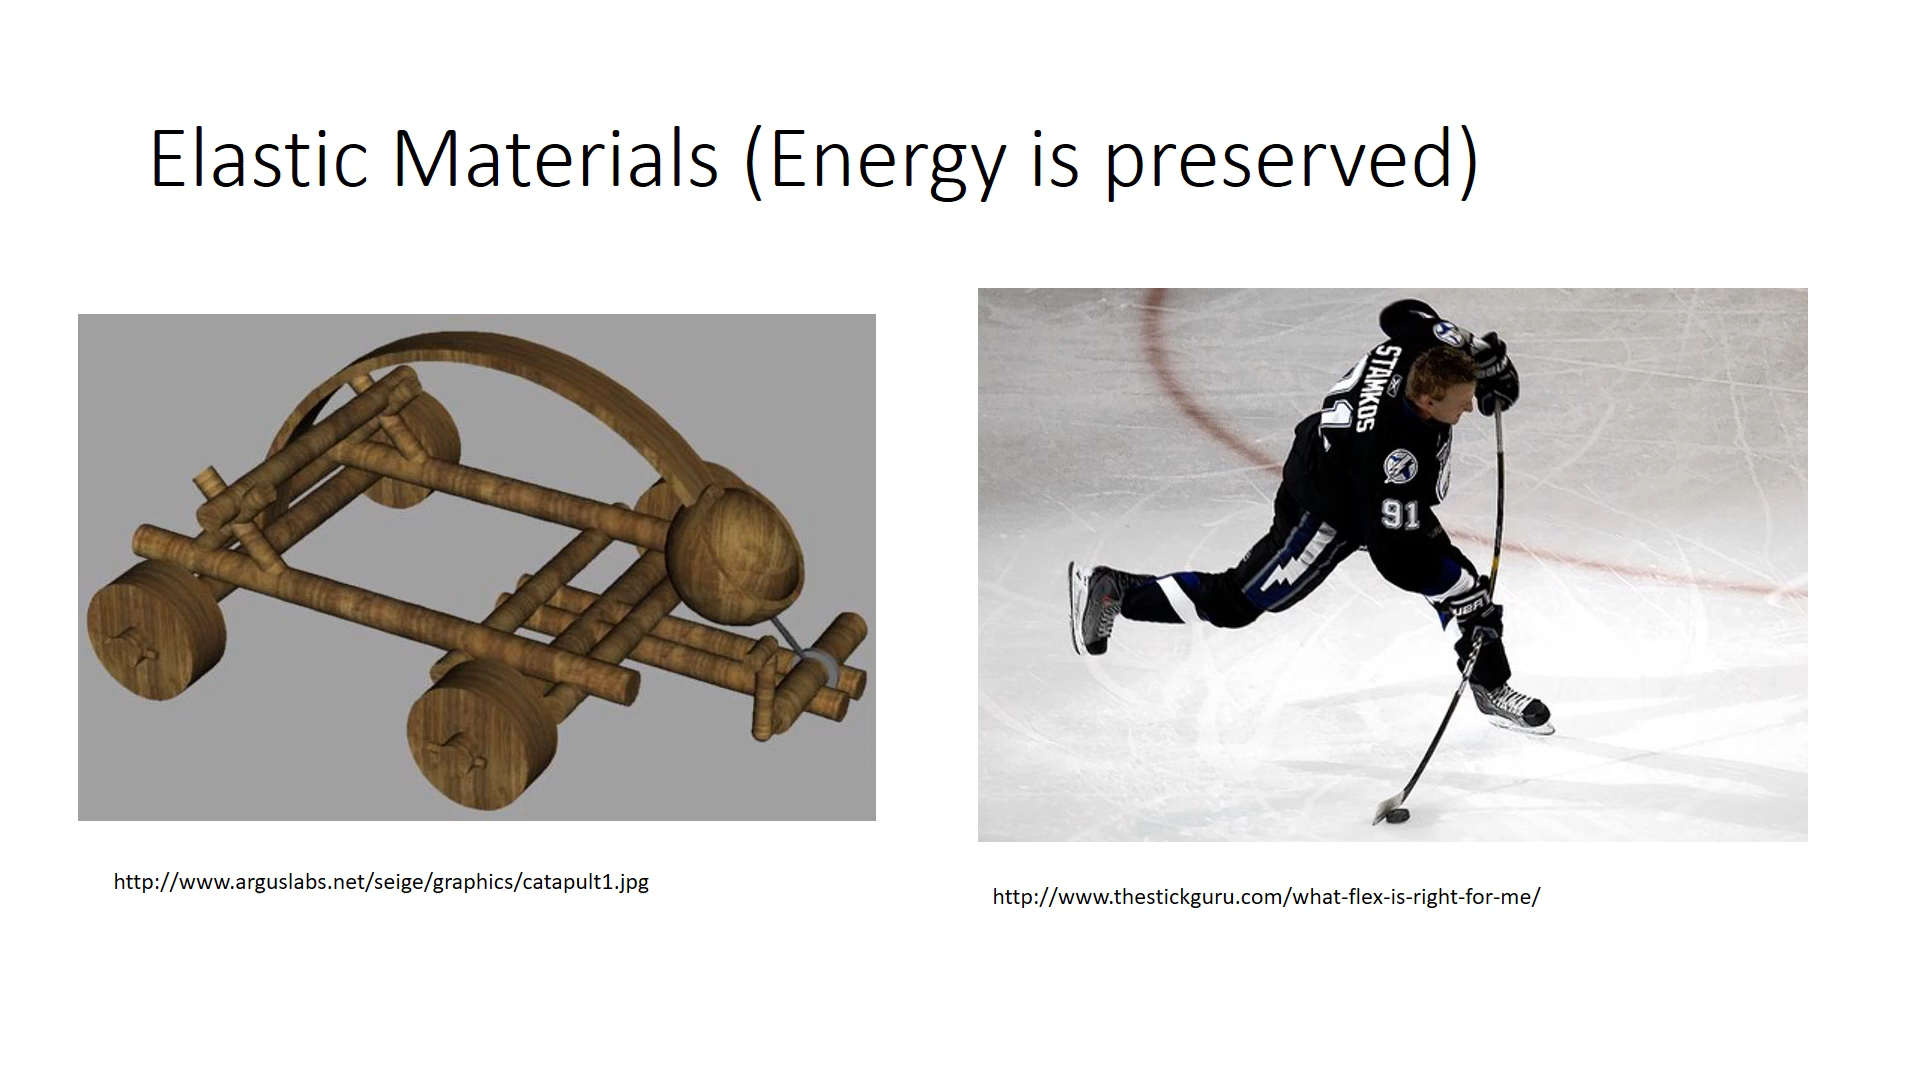 Elastic Materials (Energy is preserved)
STAMKOS
91
91
http://www.arguslabs.net/seige/graphics/catapult1.jpg
http://www.thestickguru.com/what-flex-is-right-for-me/